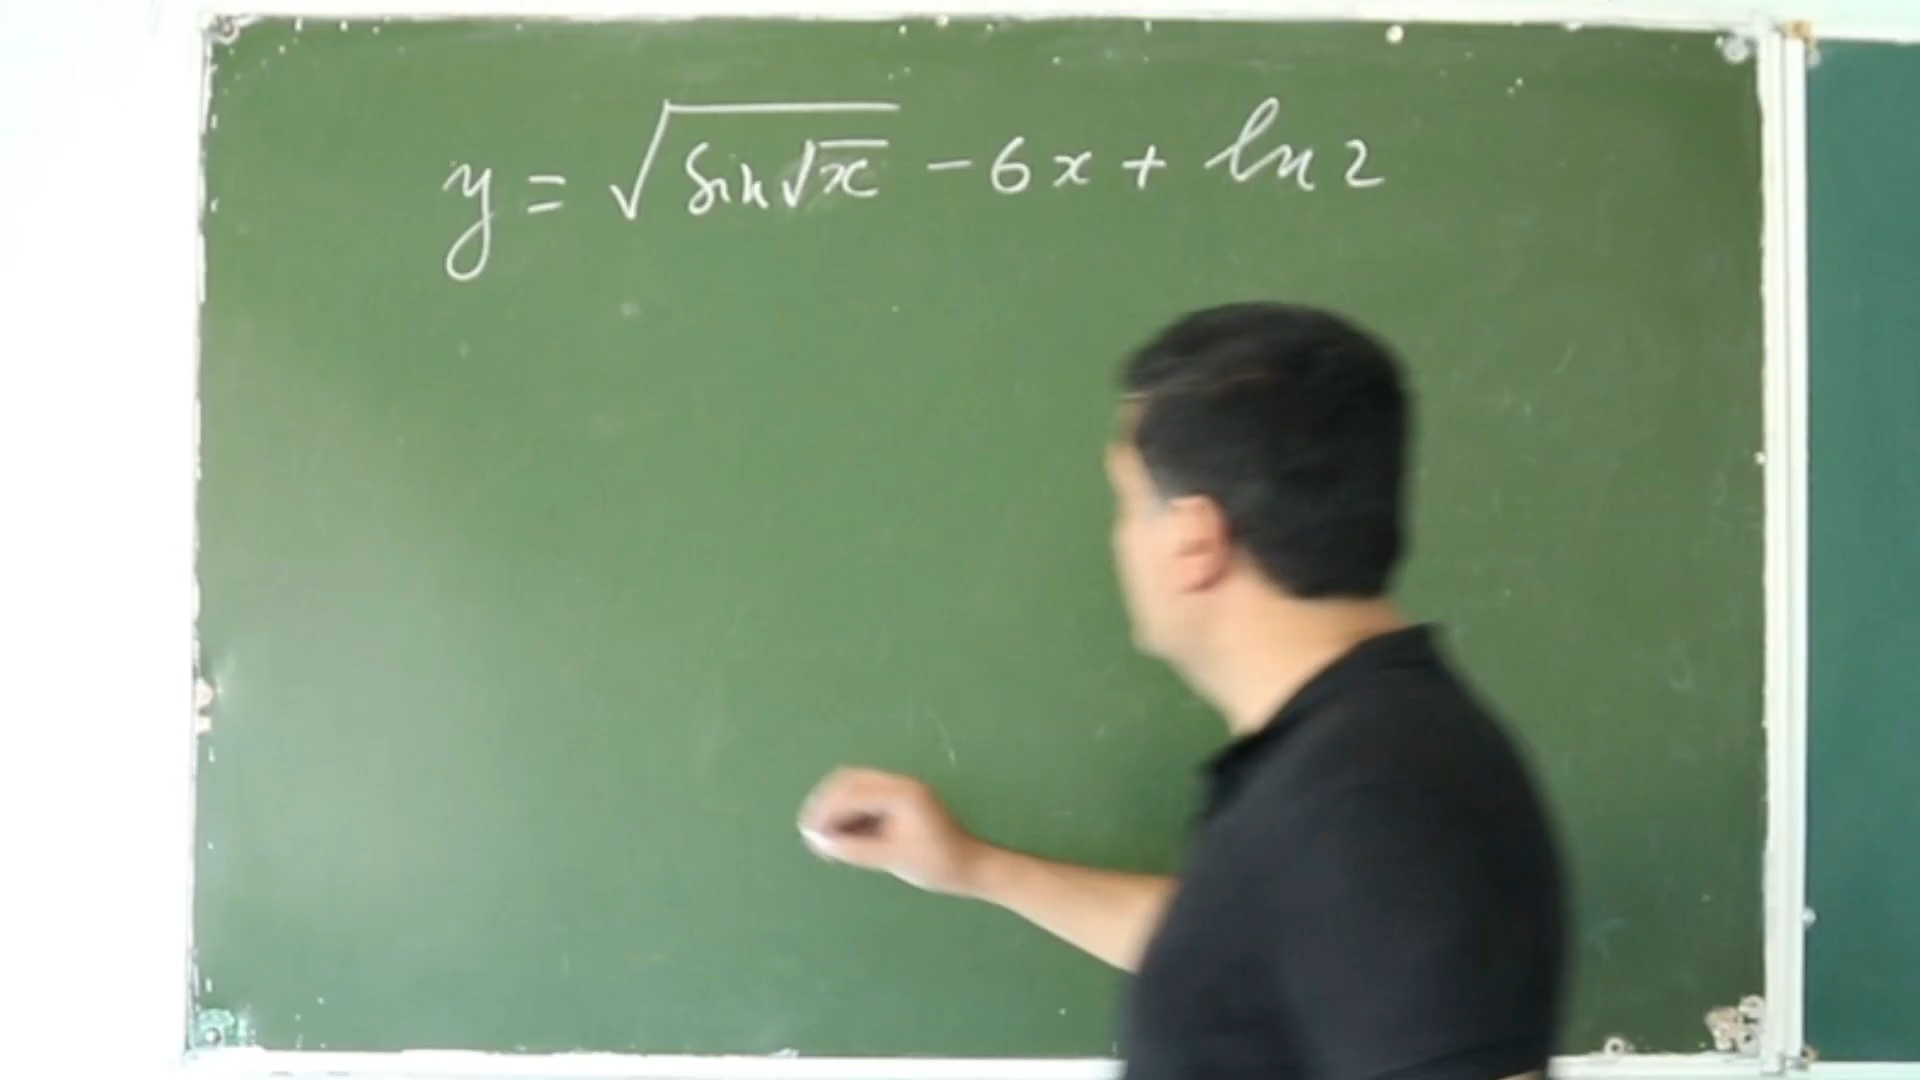 y = √(sin√x) - 6x + ln 2